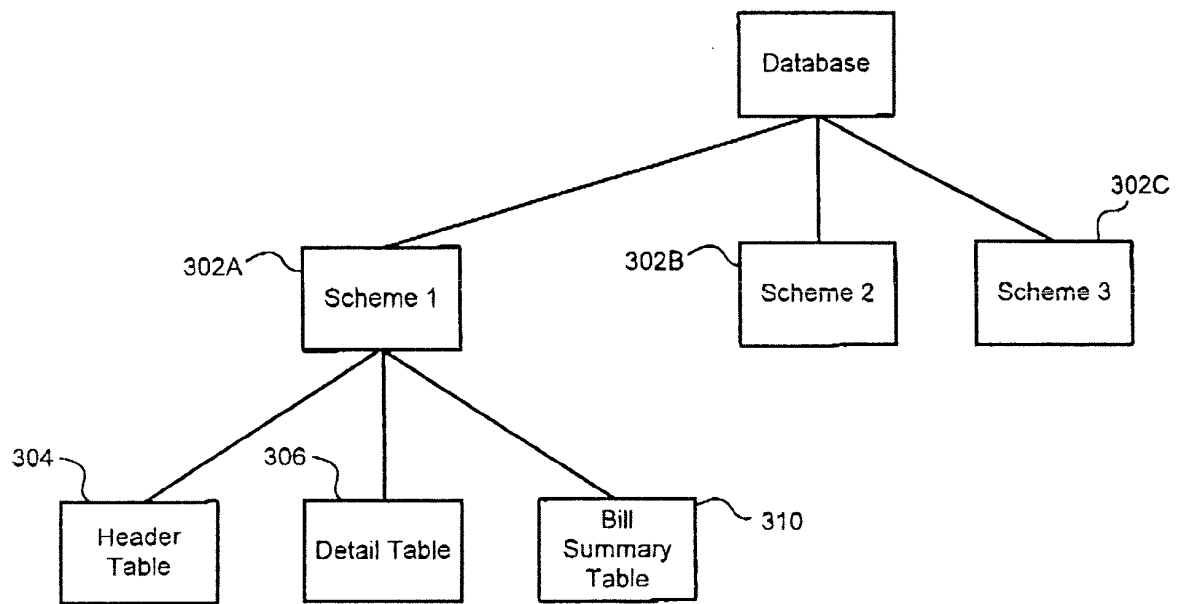 Database
302C
302A
302B
Scheme 1
Scheme 2
Scheme 3
304
306
310
Header
Table
Detail Table
Bill
Summary
Table